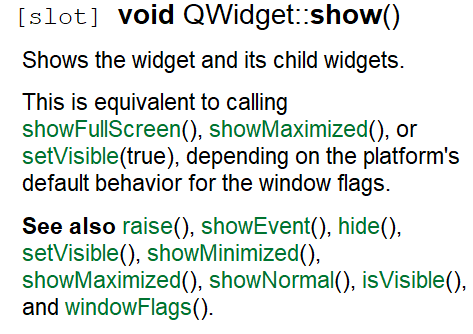 [slot] void QWidget::show()
Shows the widget and its child widgets.
This is equivalent to calling
showFullScreen(), showMaximized(), or
setVisible(true), depending on the platform's
default behavior for the window flags.
See also raise(), showEvent(), hide(),
setVisible(), showMinimized(),
showMaximized(), showNormal(), isVisible(),
and windowFlags().